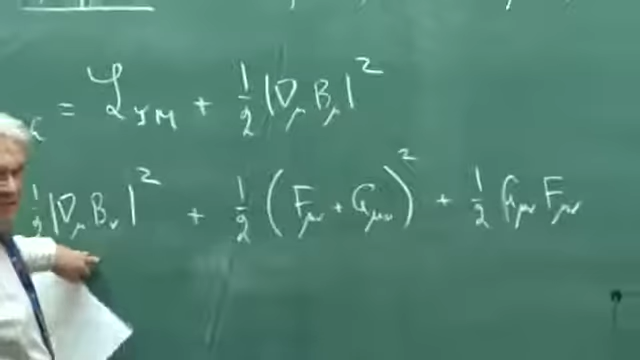 = ℒ_YM + 1/2 |D_μ B_μ|²
1/2 |D_μ B_ν|² + 1/2 (F_μν + G_μν)² + 1/2 G_μν F_μν